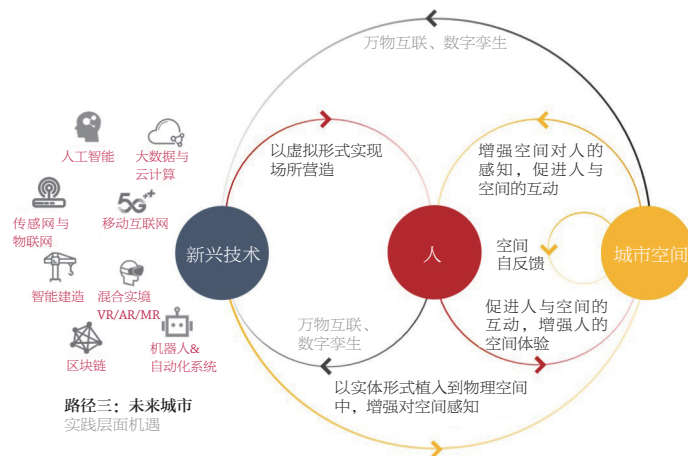 万物互联、数字孪生
人工智能
大数据与
云计算
以虚拟形式实现
场所营造
增强空间对人的
感知，促进人与
空间的互动
5G++
传感网与
物联网
移动互联网
新兴技术
人
空间
自反馈
城市空间
智能建造
混合实境
VR/AR/MR
万物互联、
数字孪生
促进人与空间的
互动，增强人的
空间体验
区块链
机器人&
自动化系统
以实体形式植入到物理空间
中，增强对空间感知
路径三：未来城市
实践层面机遇